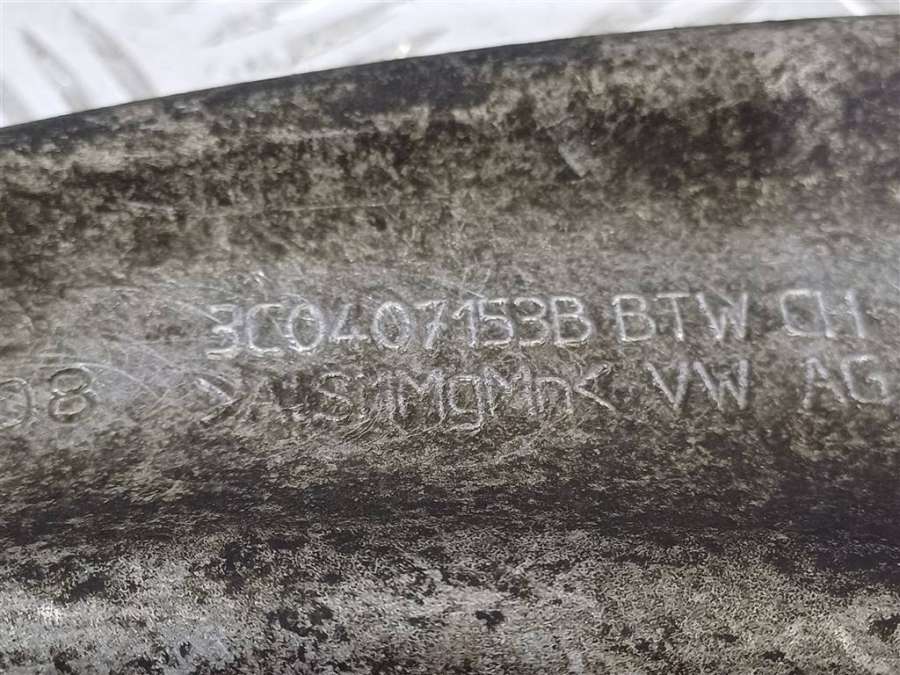 3C0407153B BTW CH
08 >AlSi1MgMn< VW AG